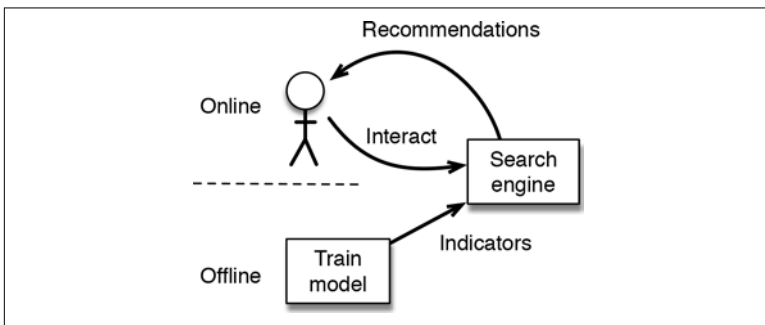 Recommendations
Online
Interact
Search
engine
Indicators
Offline
Train
model